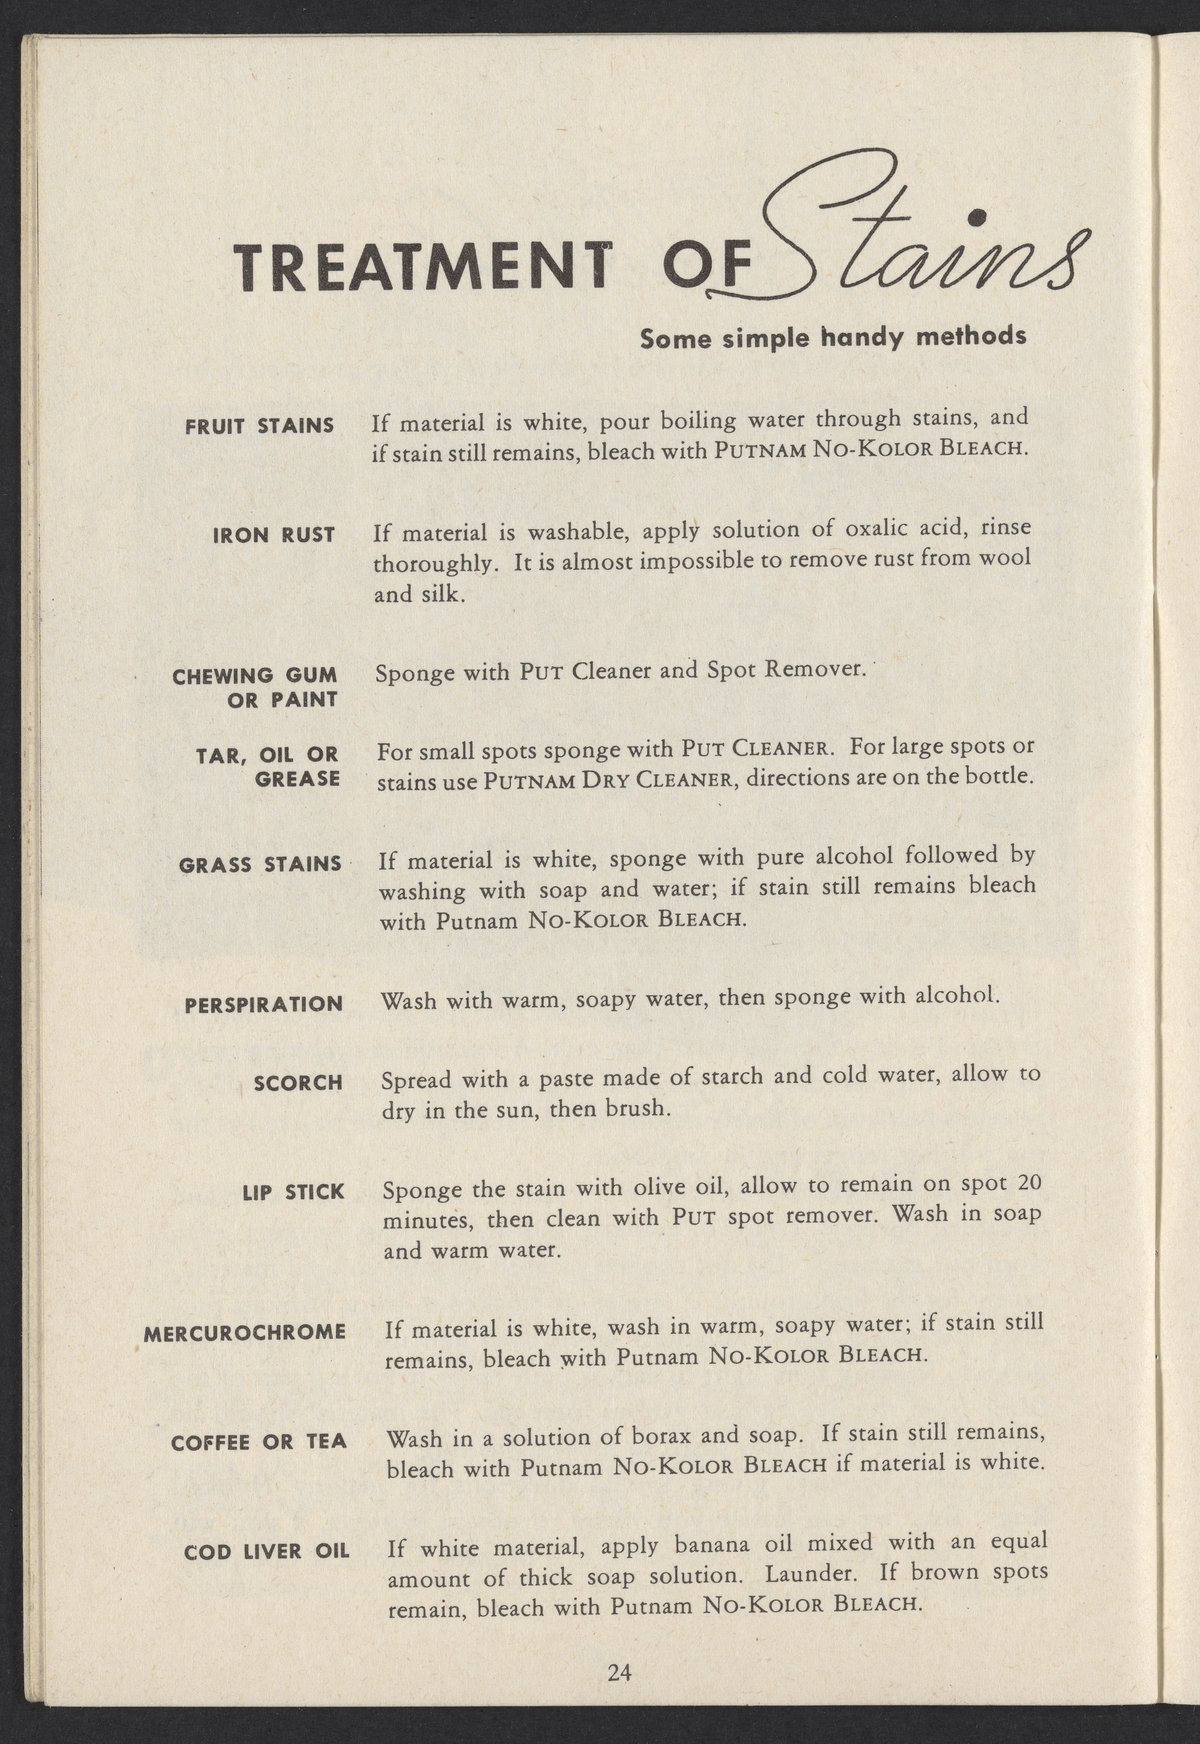 TREATMENT OF Stains
Some simple handy methods
FRUIT STAINS If material is white, pour boiling water through stains, and
if stain still remains, bleach with PUTNAM NO-KOLOR BLEACH.
IRON RUST If material is washable, apply solution of oxalic acid, rinse
thoroughly. It is almost impossible to remove rust from wool
and silk.
CHEWING GUM Sponge with PUT Cleaner and Spot Remover.
OR PAINT
TAR, OIL OR For small spots sponge with PUT CLEANER. For large spots or
GREASE stains use PUTNAM DRY CLEANER, directions are on the bottle.
GRASS STAINS If material is white, sponge with pure alcohol followed by
washing with soap and water; if stain still remains bleach
with Putnam NO-KOLOR BLEACH.
PERSPIRATION Wash with warm, soapy water, then sponge with alcohol.
SCORCH Spread with a paste made of starch and cold water, allow to
dry in the sun, then brush.
LIP STICK Sponge the stain with olive oil, allow to remain on spot 20
minutes, then clean with PUT spot remover. Wash in soap
and warm water.
MERCUROCHROME If material is white, wash in warm, soapy water; if stain still
remains, bleach with Putnam NO-KOLOR BLEACH.
COFFEE OR TEA Wash in a solution of borax and soap. If stain still remains,
bleach with Putnam NO-KOLOR BLEACH if material is white.
COD LIVER OIL If white material, apply banana oil mixed with an equal
amount of thick soap solution. Launder. If brown spots
remain, bleach with Putnam NO-KOLOR BLEACH.
24